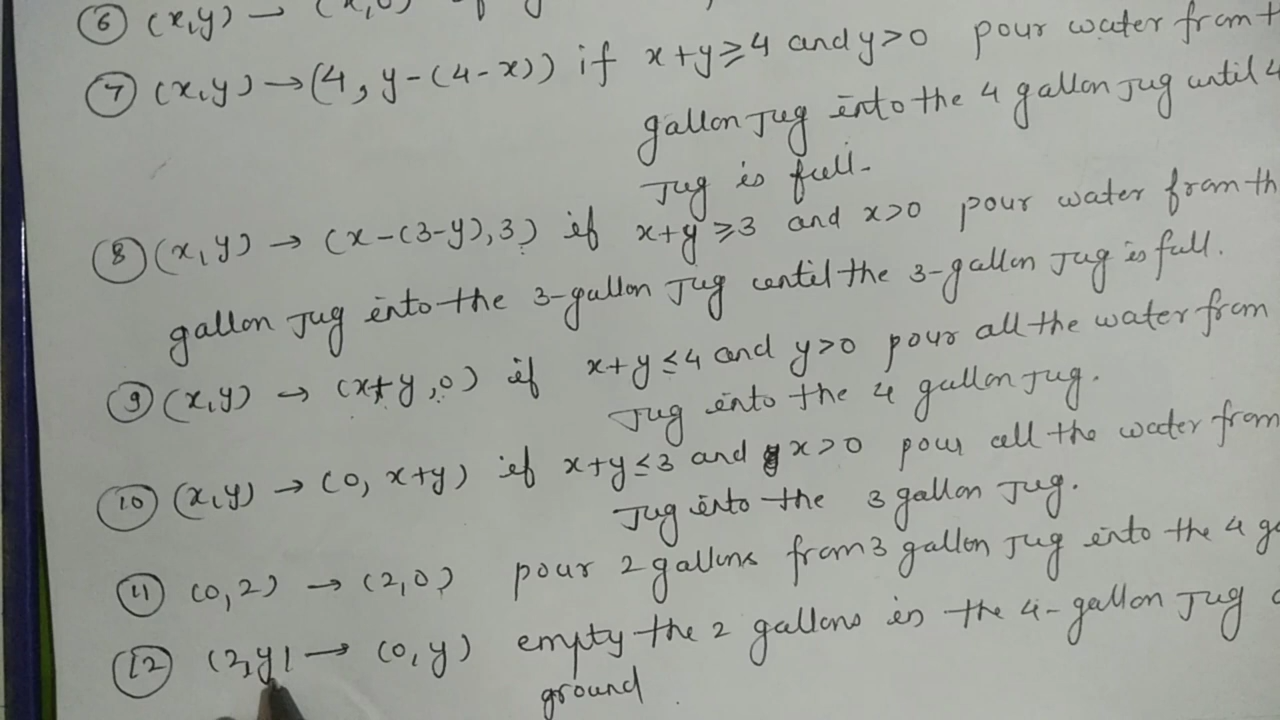 ⑥ (x,y) → (x,0)
⑦ (x,y) → (4, y-(4-x)) if x+y≥4 and y>0 pour water from
gallon Jug into the 4 gallon Jug until 4
Jug is full.
⑧ (x,y) → (x-(3-y),3) if x+y≥3 and x>0 pour water from th
gallon Jug into the 3-gallon Jug until the 3-gallon Jug is full.
⑨ (x,y) → (x+y,0) if x+y≤4 and y>0 pour all the water from
Jug into the 4 gallon Jug.
⑩ (x,y) → (0, x+y) if x+y≤3 and x>0 pour all the water from
Jug into the 3 gallon Jug.
⑪ (0,2) → (2,0) pour 2 gallons from 3 gallon Jug into the 4 ga
⑫ (2,y) → (0,y) empty the 2 gallons in the 4-gallon Jug
ground